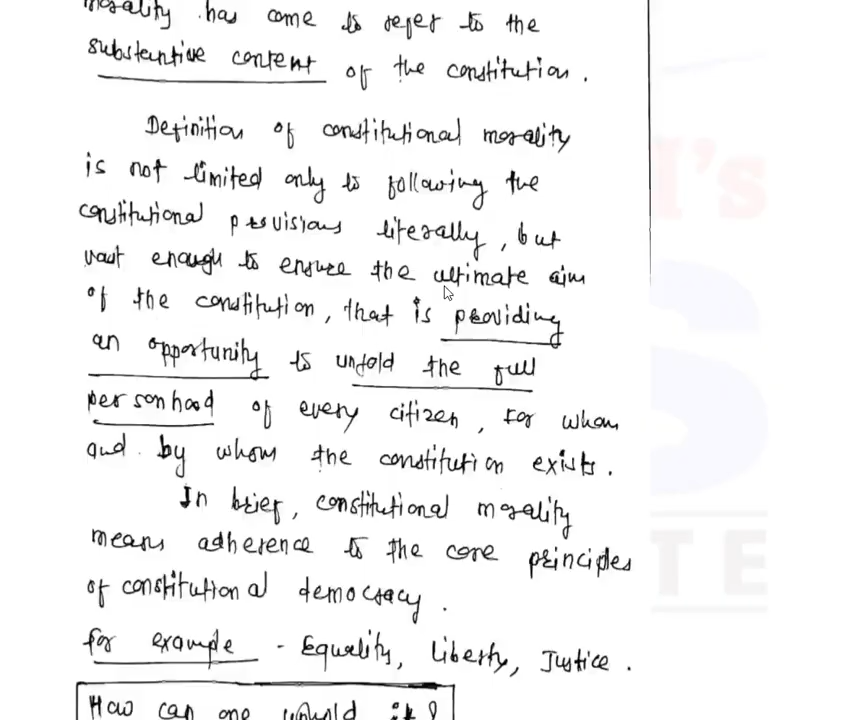 morality has come to refer to the
substantive content of the constitution.
Definition of constitutional morality
is not limited only to following the
constitutional provisions literally, but
vast enough to ensure the ultimate aim
of the constitution, that is providing
an opportunity to unfold the full
personhood of every citizen, for whom
and by whom the constitution exists.
In brief, constitutional morality
means adherence to the core principles
of constitutional democracy.
for example - Equality, Liberty, Justice.
How can one uphold it?
I's
S
TE